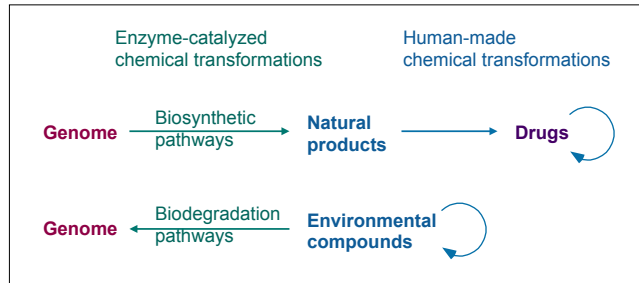 Enzyme-catalyzed
chemical transformations
Human-made
chemical transformations
Genome
Biosynthetic
pathways
Natural
products
Drugs
Genome
Biodegradation
pathways
Environmental
compounds